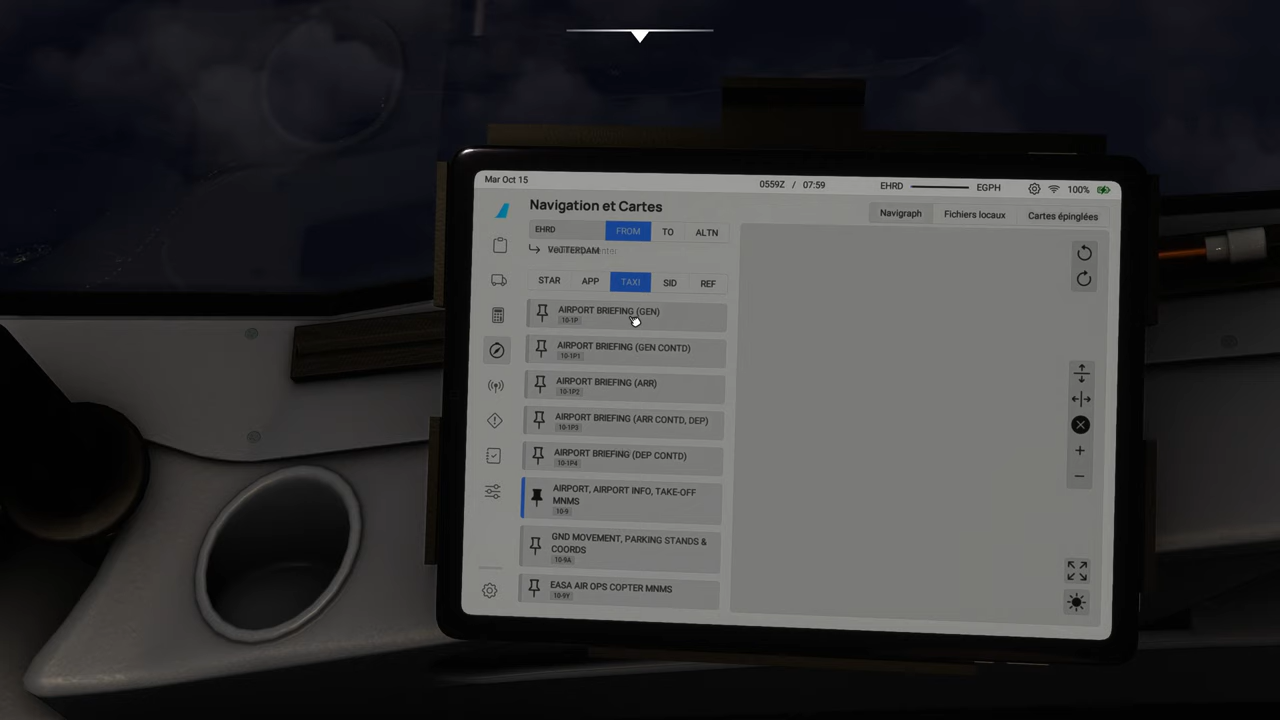 Mar Oct 15
0559Z / 07:59
EHRD
EGPH
100%
Navigation et Cartes
Navigraph
Fichiers locaux
Cartes épinglées
EHRD
FROM
TO
ALTN
STAR
APP
TAXI
SID
REF
AIRPORT BRIEFING (GEN)
10-1P
AIRPORT BRIEFING (GEN CONTD)
10-1P1
AIRPORT BRIEFING (ARR)
10-1P2
AIRPORT BRIEFING (ARR CONTD, DEP)
10-1P3
AIRPORT BRIEFING (DEP CONTD)
10-1P4
AIRPORT, AIRPORT INFO, TAKE-OFF
MNMS
10-9
GND MOVEMENT, PARKING STANDS &
COORDS
10-9A
EASA AIR OPS COPTER MNMS
10-9Y